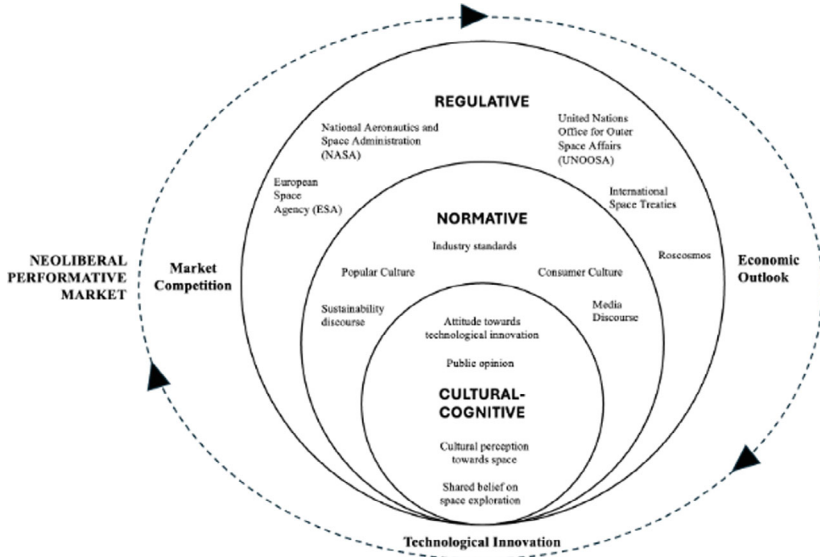 REGULATIVE
National Aeronautics and
Space Administration
(NASA)
United Nations
Office for Outer
Space Affairs
(UNOOSA)
European
Space
Agency (ESA)
International
Space Treaties
Roscosmos
NORMATIVE
Industry standards
Popular Culture
Consumer Culture
Sustainability
discourse
Media
Discourse
NEOLIBERAL
PERFORMATIVE
MARKET
Market
Competition
Economic
Outlook
Attitude towards
technological innovation
Public opinion
CULTURAL-
COGNITIVE
Cultural perception
towards space
Shared belief on
space exploration
Technological Innovation